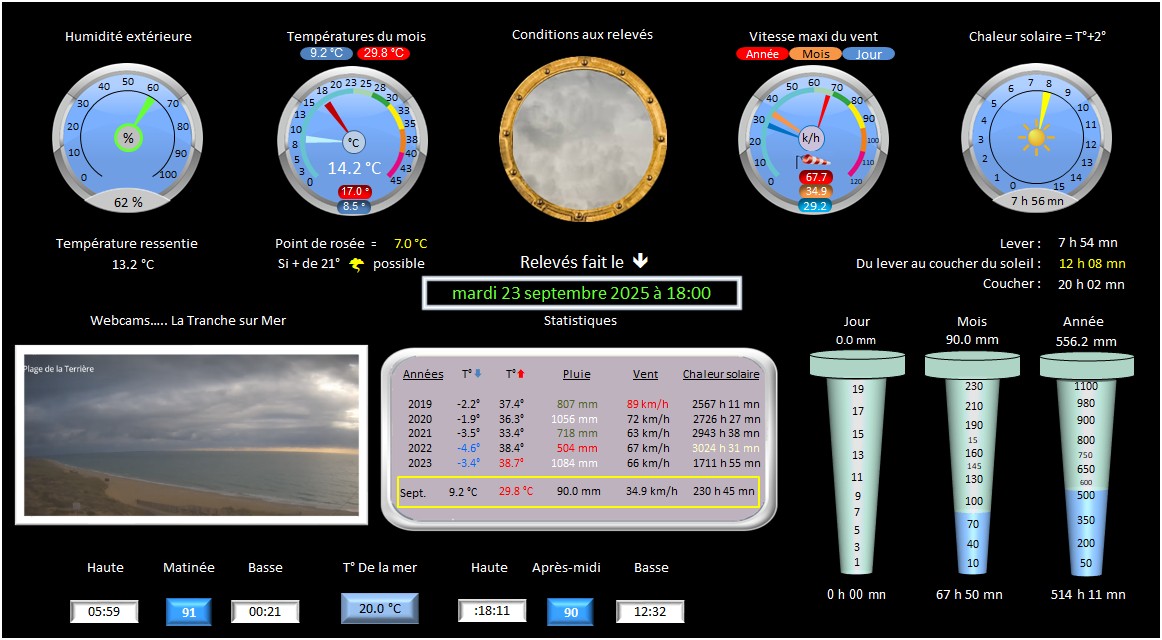 Humidité extérieure
Températures du mois
9.2 °C 29.8 °C
Conditions aux relevés
Vitesse maxi du vent
Année Mois Jour
Chaleur solaire = T°+2°
0 10 20 30 40 50 60 70 80 90 100
%
62 %
0 3 5 8 10 13 15 18 20 23 25 28 30 33 35 38 40 43 45
°C
14.2 °C
17.0 °
8.5 °
10 20 30 40 50 60 70 80 90 100 110 120
k/h
67.7
34.9
29.2
0 1 2 3 4 5 6 7 8 9 10 11 12 13 14 15
7 h 56 mn
Température ressentie
13.2 °C
Point de rosée = 7.0 °C
Si + de 21° possible
Relevés fait le
mardi 23 septembre 2025 à 18:00
Lever : 7 h 54 mn
Du lever au coucher du soleil : 12 h 08 mn
Coucher : 20 h 02 mn
Webcams..... La Tranche sur Mer
Plage de la Terrière
Statistiques
Années T° T° Pluie Vent Chaleur solaire
2019 -2.2° 37.4° 807 mm 89 km/h 2567 h 11 mn
2020 -1.9° 36.3° 1056 mm 72 km/h 2726 h 27 mn
2021 -3.5° 33.4° 718 mm 63 km/h 2943 h 38 mn
2022 -4.6° 38.4° 504 mm 67 km/h 3024 h 31 mn
2023 -3.4° 38.7° 1084 mm 66 km/h 1711 h 55 mn
Sept. 9.2 °C 29.8 °C 90.0 mm 34.9 km/h 230 h 45 mn
Jour
0.0 mm
19
17
15
13
11
9
7
5
3
1
0 h 00 mn
Mois
90.0 mm
230
210
190
15
160
145
130
100
70
40
10
67 h 50 mn
Année
556.2 mm
1100
980
900
800
750
650
600
500
350
200
50
514 h 11 mn
Haute Matinée Basse
05:59 91 00:21
T° De la mer
20.0 °C
Haute Après-midi Basse
:18:11 90 12:32